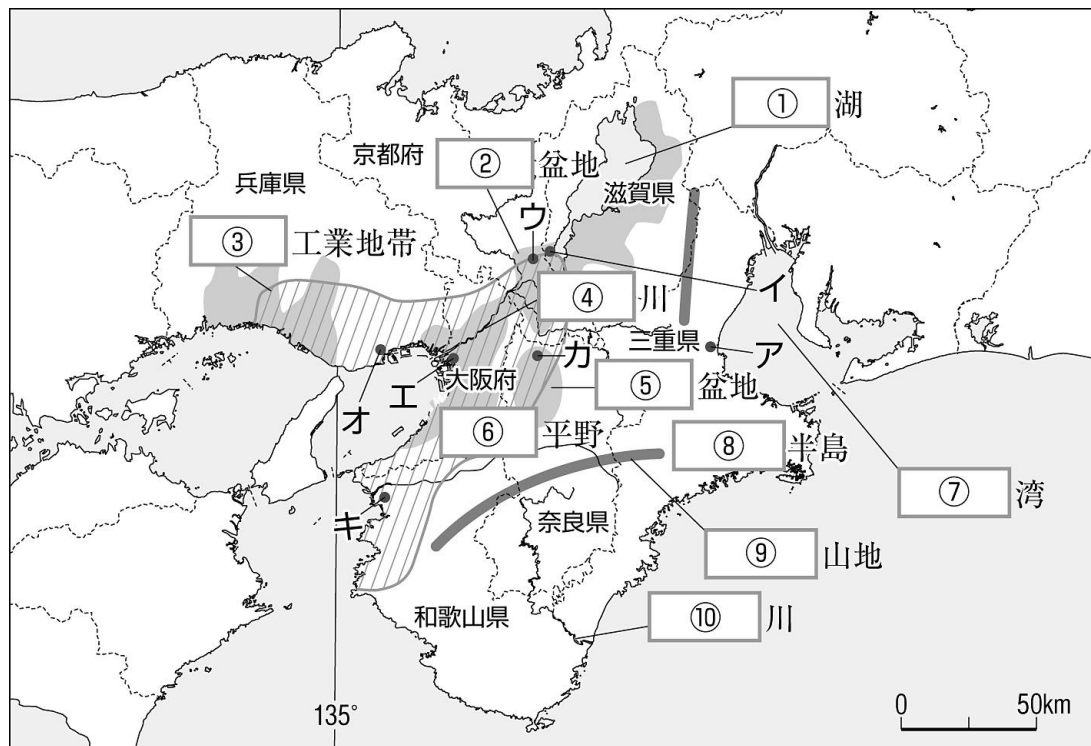 ① 湖
京都府
② 盆地
兵庫県
滋賀県
ウ
③ 工業地帯
イ
④ 川
三重県
ア
カ
大阪府
エ
オ
⑤ 盆地
⑥ 平野
⑧ 半島
⑦ 湾
キ
奈良県
⑨ 山地
和歌山県
⑩ 川
135°
0 50km